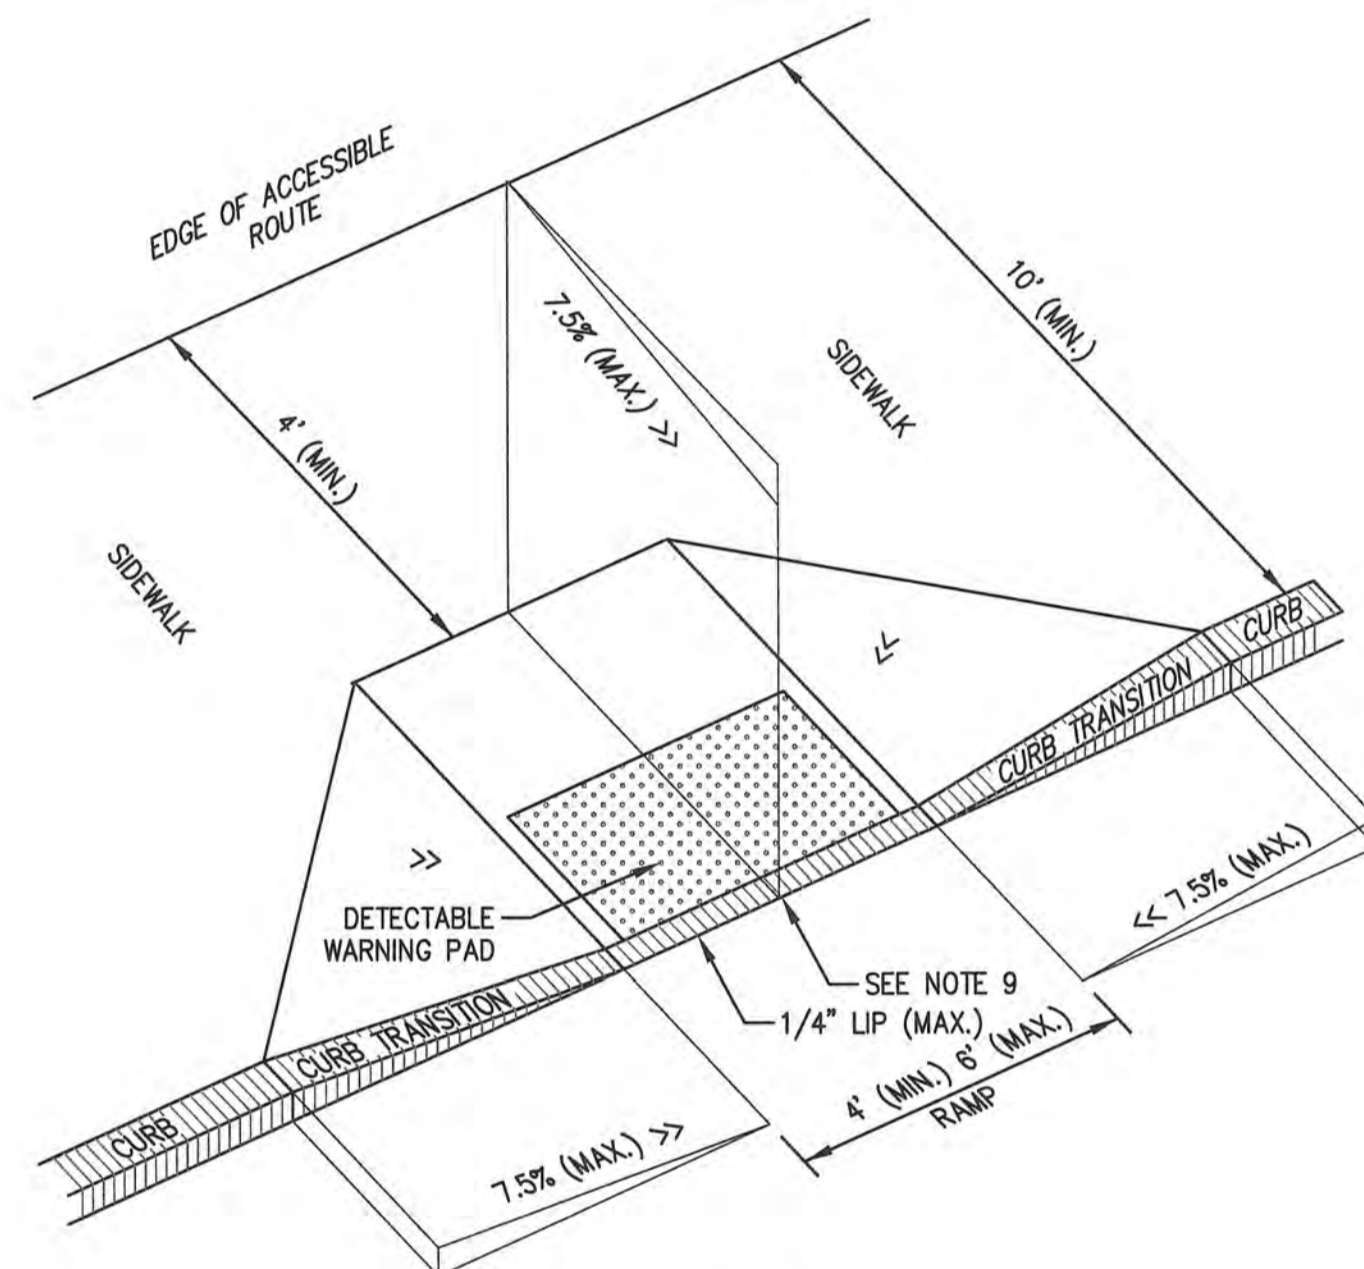 EDGE OF ACCESSIBLE
ROUTE
10' (MIN.)
7.5% (MAX.) >>
SIDEWALK
4' (MIN.)
SIDEWALK
<<
CURB
CURB TRANSITION
>>
<< 7.5% (MAX.)
DETECTABLE
WARNING PAD
SEE NOTE 9
1/4" LIP (MAX.)
4' (MIN.) 6' (MAX.)
RAMP
CURB TRANSITION
CURB
7.5% (MAX.) >>